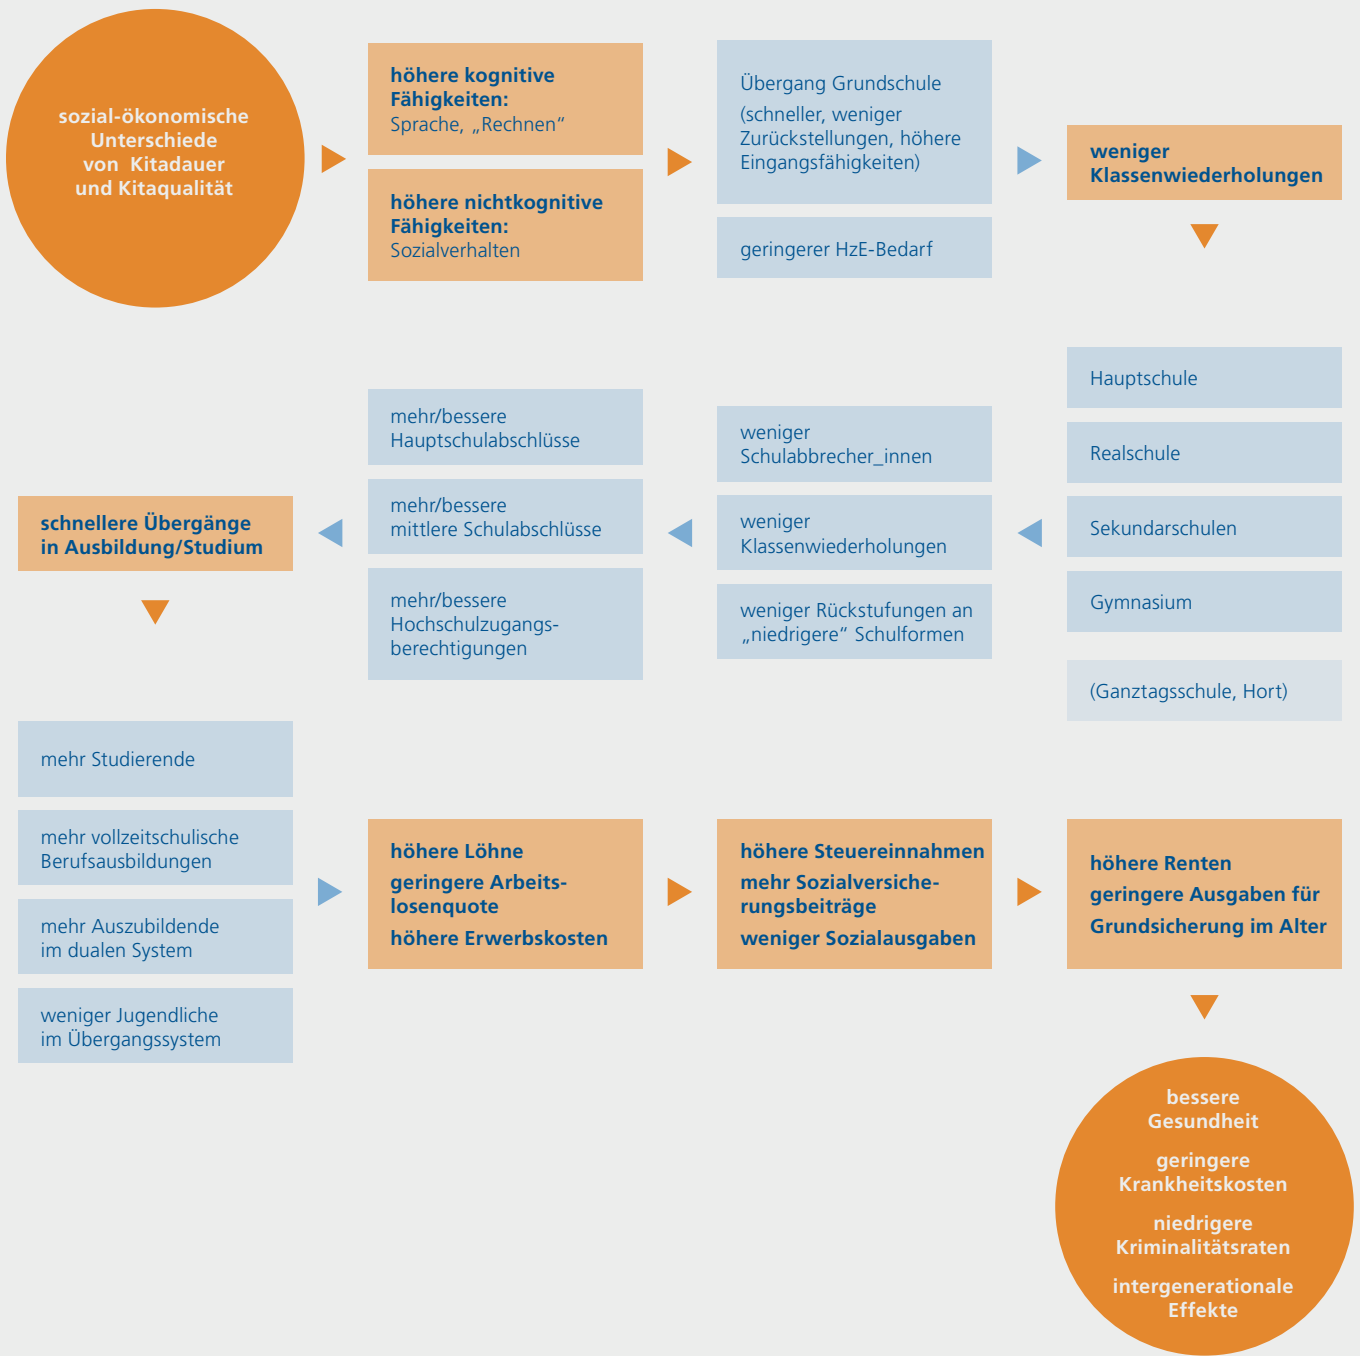 sozial-ökonomische
Unterschiede
von Kitadauer
und Kitaqualität
höhere kognitive
Fähigkeiten:
Sprache, „Rechnen“
höhere nichtkognitive
Fähigkeiten:
Sozialverhalten
Übergang Grundschule
(schneller, weniger
Zurückstellungen, höhere
Eingangsfähigkeiten)
geringerer HzE-Bedarf
weniger
Klassenwiederholungen
Hauptschule
Realschule
Sekundarschulen
Gymnasium
(Ganztagsschule, Hort)
weniger
Schulabbrecher_innen
weniger
Klassenwiederholungen
weniger Rückstufungen an
„niedrigere“ Schulformen
mehr/bessere
Hauptschulabschlüsse
mehr/bessere
mittlere Schulabschlüsse
mehr/bessere
Hochschulzugangs-
berechtigungen
schnellere Übergänge
in Ausbildung/Studium
mehr Studierende
mehr vollzeitschulische
Berufsausbildungen
mehr Auszubildende
im dualen System
weniger Jugendliche
im Übergangssystem
höhere Löhne
geringere Arbeits-
losenquote
höhere Erwerbskosten
höhere Steuereinnahmen
mehr Sozialversiche-
rungsbeiträge
weniger Sozialausgaben
höhere Renten
geringere Ausgaben für
Grundsicherung im Alter
bessere
Gesundheit
geringere
Krankheitskosten
niedrigere
Kriminalitätsraten
intergenerationale
Effekte